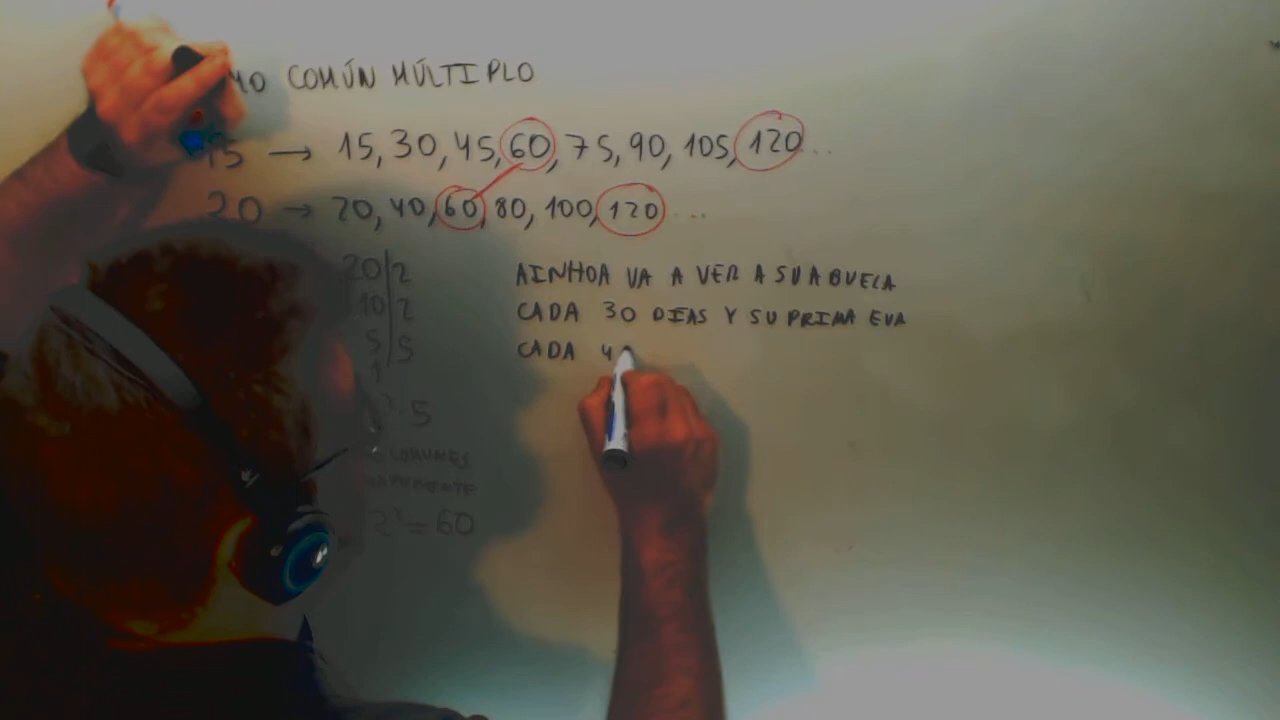 COMÚN MÚLTIPLO
15 → 15, 30, 45, 60, 75, 90, 105, 120...
20 → 20, 40, 60, 80, 100, 120 ...
20|2
10|2
5|5
1
· 5
COMUNES
2² = 60
AINHOA VA A VER A SU ABUELA
CADA 30 DIAS Y SU PRIMA EVA
CADA 4